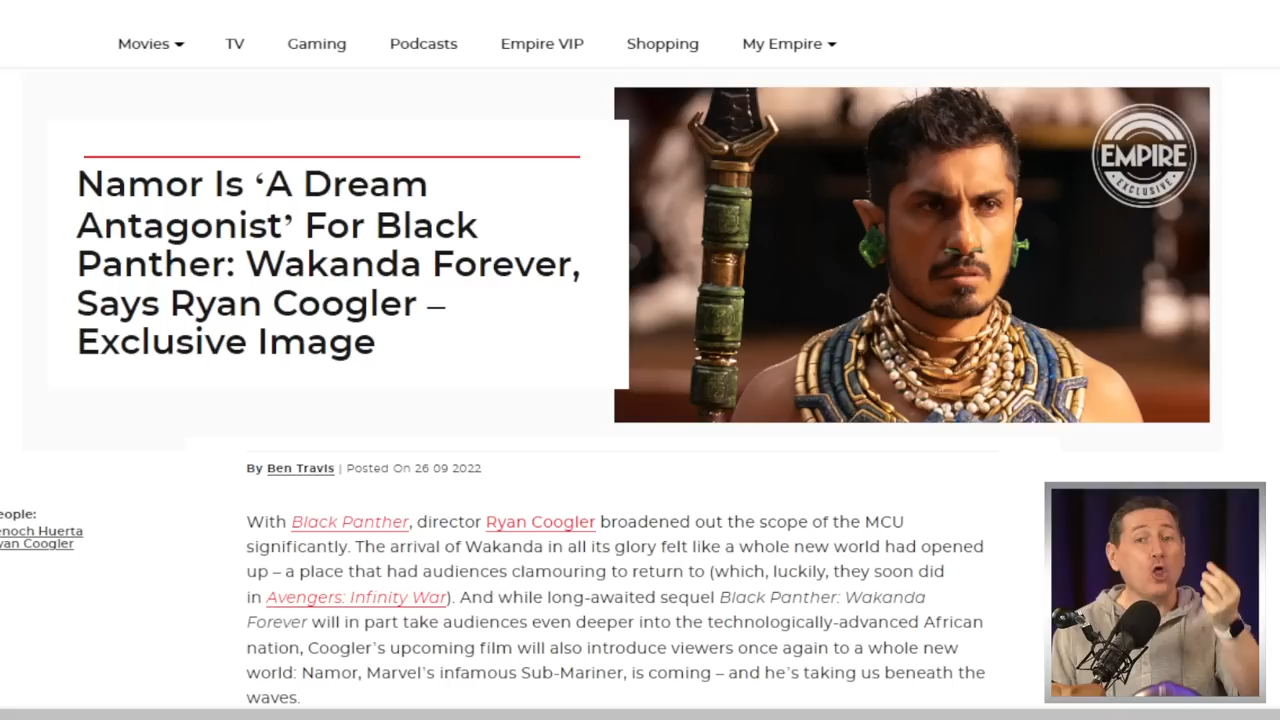 Movies TV Gaming Podcasts Empire VIP Shopping My Empire
Namor Is ‘A Dream
Antagonist’ For Black
Panther: Wakanda Forever,
Says Ryan Coogler –
Exclusive Image
EMPIRE
EXCLUSIVE
By Ben Travis | Posted On 26 09 2022
eople:
enoch Huerta
yan Coogler
With Black Panther, director Ryan Coogler broadened out the scope of the MCU
significantly. The arrival of Wakanda in all its glory felt like a whole new world had opened
up – a place that had audiences clamouring to return to (which, luckily, they soon did
in Avengers: Infinity War). And while long-awaited sequel Black Panther: Wakanda
Forever will in part take audiences even deeper into the technologically-advanced African
nation, Coogler’s upcoming film will also introduce viewers once again to a whole new
world: Namor, Marvel’s infamous Sub-Mariner, is coming – and he’s taking us beneath the
waves.